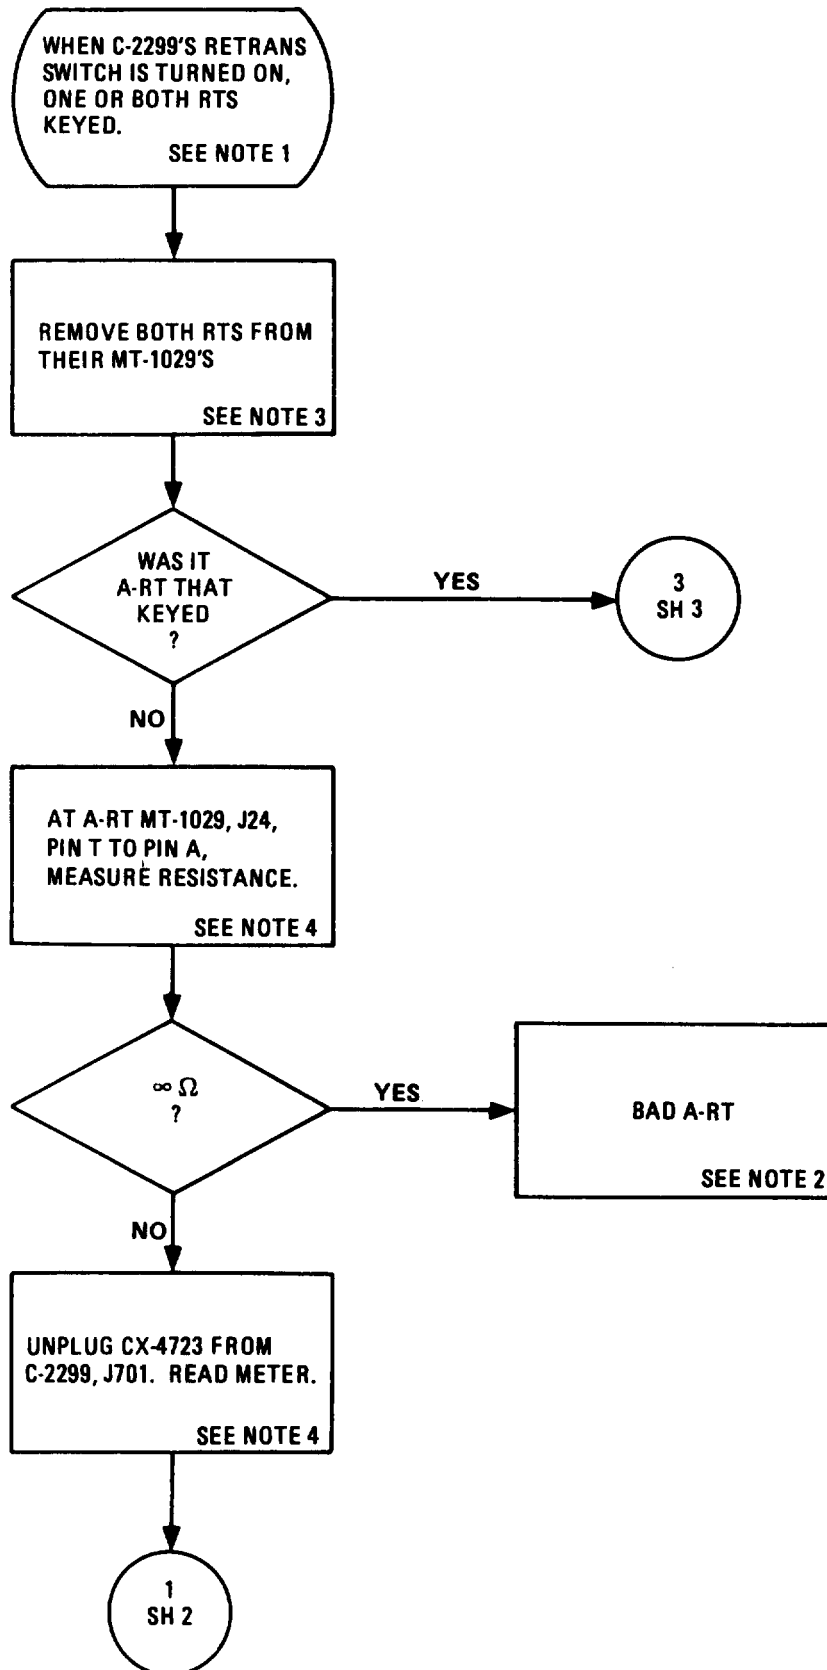 WHEN C-2299'S RETRANS
SWITCH IS TURNED ON,
ONE OR BOTH RTS
KEYED.
SEE NOTE 1
REMOVE BOTH RTS FROM
THEIR MT-1029'S
SEE NOTE 3
WAS IT
A-RT THAT
KEYED
?
YES
3
SH 3
NO
AT A-RT MT-1029, J24,
PIN T TO PIN A,
MEASURE RESISTANCE.
SEE NOTE 4
∞ Ω
?
YES
BAD A-RT
SEE NOTE 2
NO
UNPLUG CX-4723 FROM
C-2299, J701. READ METER.
SEE NOTE 4
1
SH 2